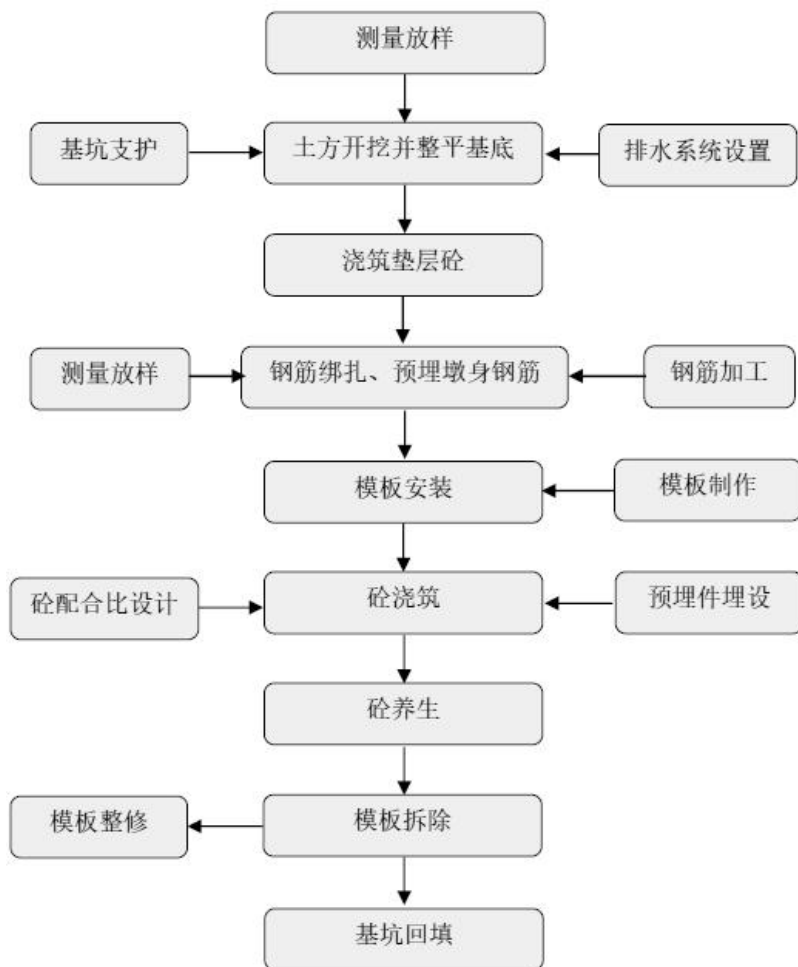 测量放样
基坑支护
土方开挖并整平基底
排水系统设置
浇筑垫层砼
测量放样
钢筋绑扎、预埋墩身钢筋
钢筋加工
模板安装
模板制作
砼配合比设计
砼浇筑
预埋件埋设
砼养生
模板整修
模板拆除
基坑回填